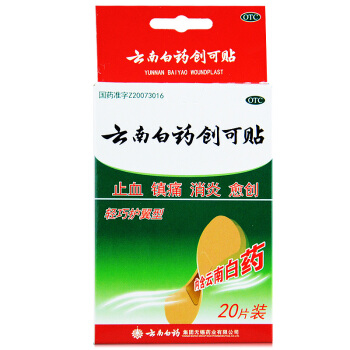 OTC
云南白药创可贴
YUNNAN BAIYAO WOUNDPLAST
国药准字Z20073016
OTC
云南白药创可贴
止血 镇痛 消炎 愈创
轻巧护翼型
内含云南白药
20片装
云南白药 集团无锡药业有限公司